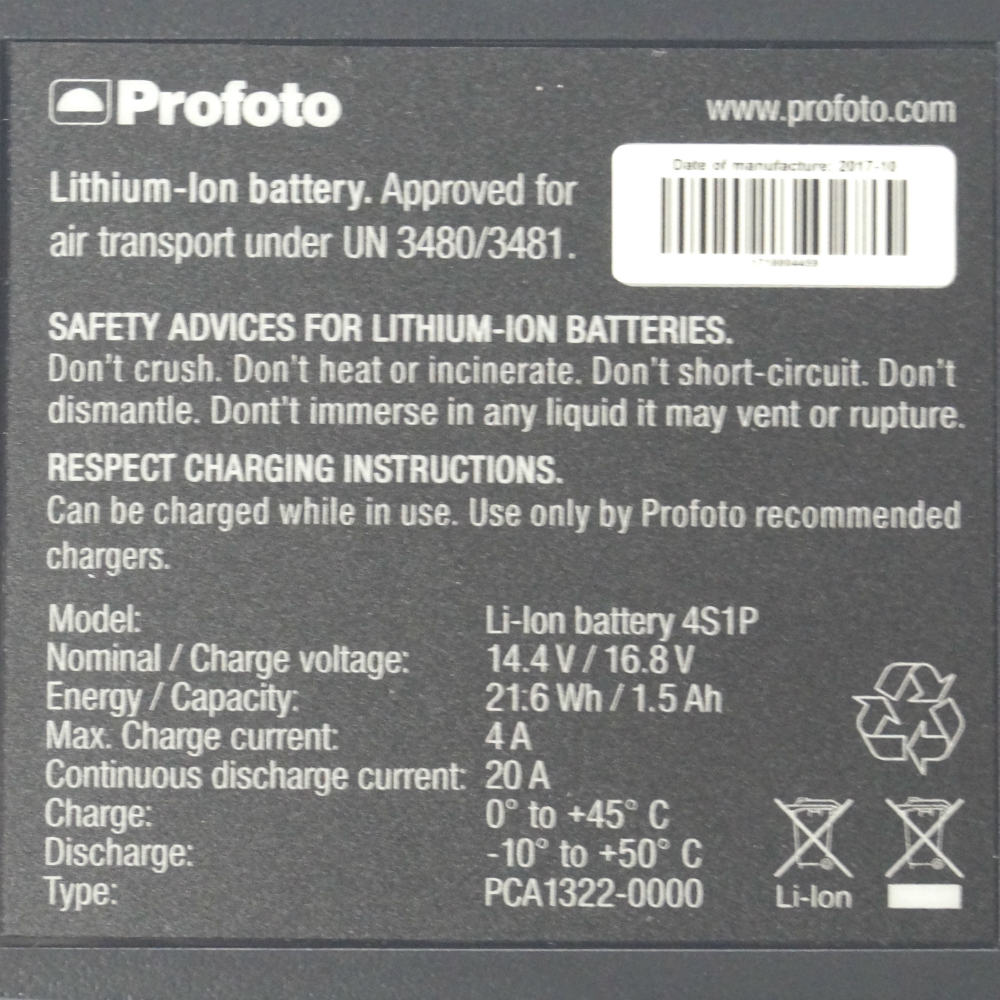 Profoto
www.profoto.com
Date of manufacture: 2017-10
Lithium-Ion battery. Approved for
air transport under UN 3480/3481.
SAFETY ADVICES FOR LITHIUM-ION BATTERIES.
Don't crush. Don't heat or incinerate. Don't short-circuit. Don't
dismantle. Dont't immerse in any liquid it may vent or rupture.
RESPECT CHARGING INSTRUCTIONS.
Can be charged while in use. Use only by Profoto recommended
chargers.
Model: Li-Ion battery 4S1P
Nominal / Charge voltage: 14.4 V / 16.8 V
Energy / Capacity: 21.6 Wh / 1.5 Ah
Max. Charge current: 4 A
Continuous discharge current: 20 A
Charge: 0° to +45° C
Discharge: -10° to +50° C
Type: PCA1322-0000
Li-Ion